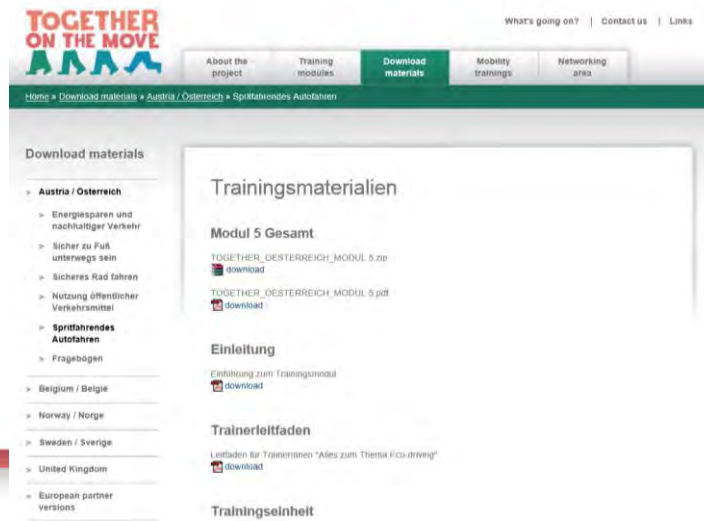 TOGETHER
ON THE MOVE
What's going on? | Contact us | Links
About the
project
Training
modules
Download
materials
Mobility
trainings
Networking
area
Home » Download materials » Austria / Österreich » Spritfahrendes Autofahren
Download materials
» Austria / Österreich
» Energiesparen und
nachhaltiger Verkehr
» Sicher zu Fuß
unterwegs sein
» Sicheres Rad fahren
» Nutzung öffentlicher
Verkehrsmittel
» Spritfahrendes
Autofahren
» Fragebögen
» Belgium / België
» Norway / Norge
» Sweden / Sverige
» United Kingdom
» European partner
versions
Trainingsmaterialien
Modul 5 Gesamt
TOGETHER_OESTERREICH_MODUL 5.zip
download
TOGETHER_OESTERREICH_MODUL 5.pdf
download
Einleitung
Einführung zum Trainingsmodul
download
Trainerleitfaden
Leitfaden für TrainerInnen "Alles zum Thema Eco-driving"
download
Trainingseinheit